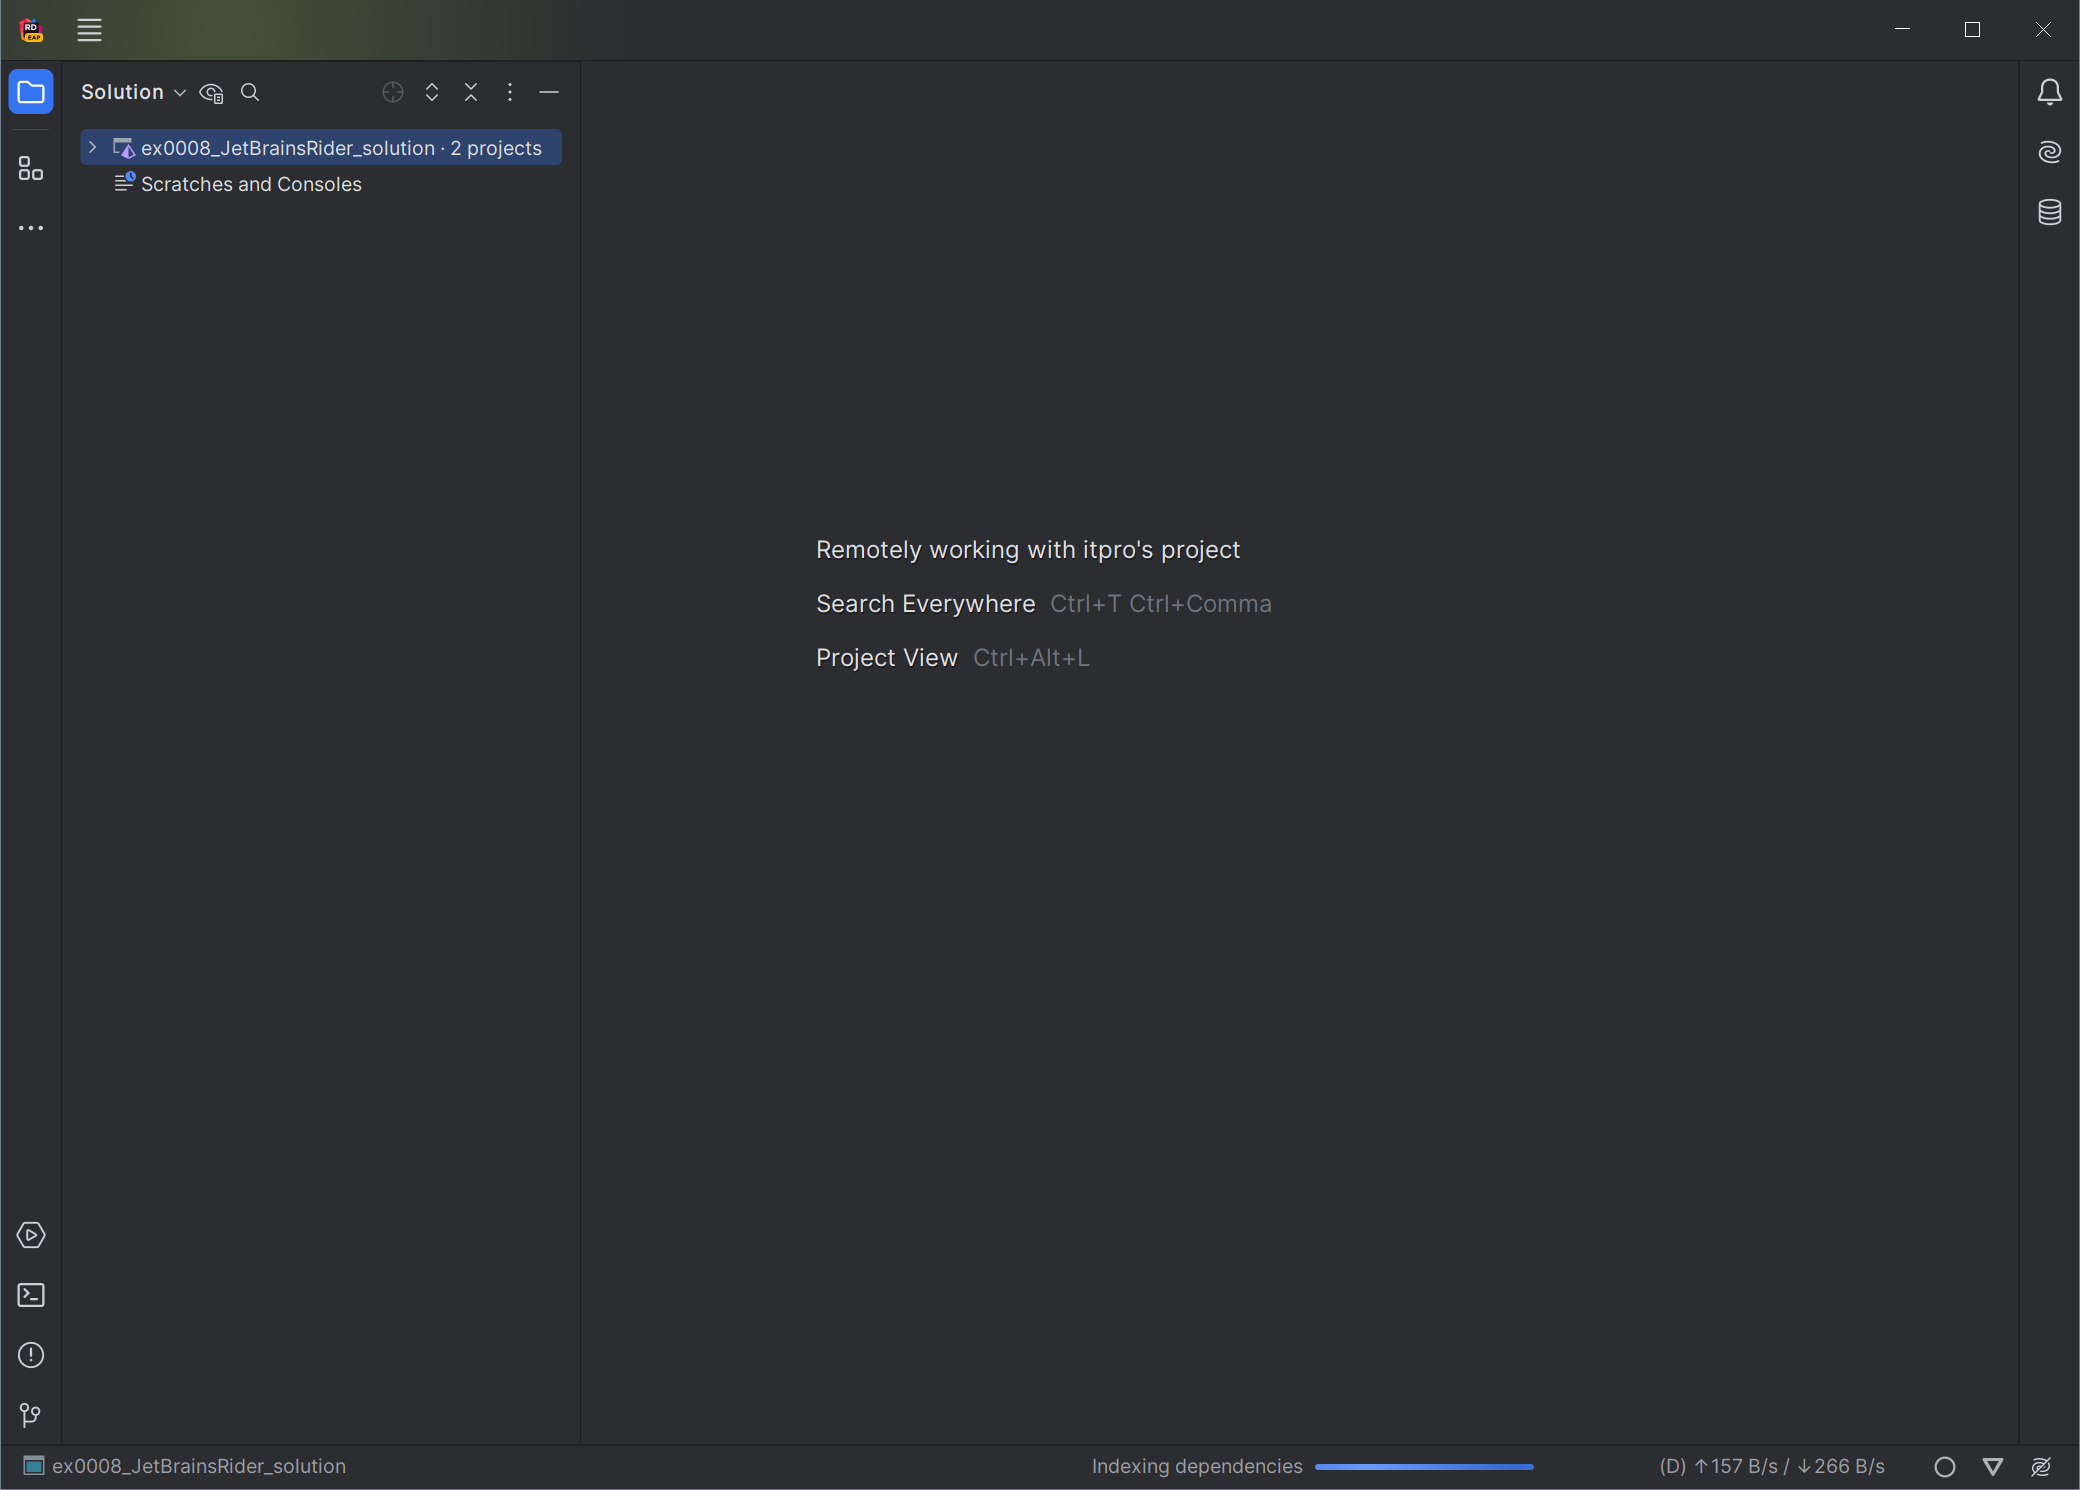 RD
EAP
Solution
ex0008_JetBrainsRider_solution · 2 projects
Scratches and Consoles
Remotely working with itpro's project
Search Everywhere Ctrl+T Ctrl+Comma
Project View Ctrl+Alt+L
ex0008_JetBrainsRider_solution
Indexing dependencies
(D) ↑157 B/s / ↓266 B/s